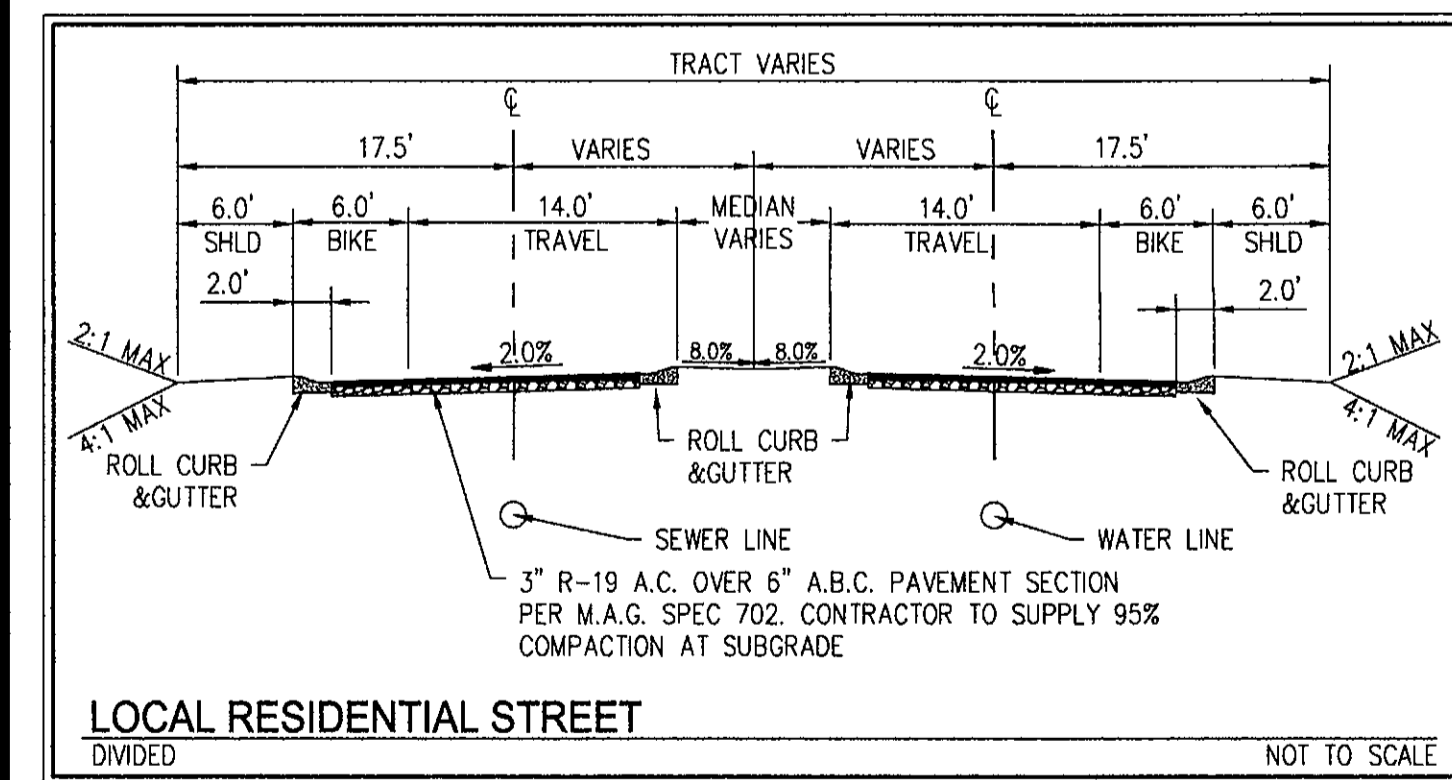 TRACT VARIES
℄ ℄
17.5' VARIES VARIES 17.5'
6.0' 6.0' 14.0' MEDIAN 14.0' 6.0' 6.0'
SHLD BIKE TRAVEL VARIES TRAVEL BIKE SHLD
2.0' 2.0'
2:1 MAX 2.0% 8.0% 8.0% 2.0% 2:1 MAX
4:1 MAX 4:1 MAX
ROLL CURB
&GUTTER
ROLL CURB
&GUTTER
ROLL CURB
&GUTTER
SEWER LINE WATER LINE
3" R-19 A.C. OVER 6" A.B.C. PAVEMENT SECTION
PER M.A.G. SPEC 702. CONTRACTOR TO SUPPLY 95%
COMPACTION AT SUBGRADE
LOCAL RESIDENTIAL STREET
DIVIDED NOT TO SCALE